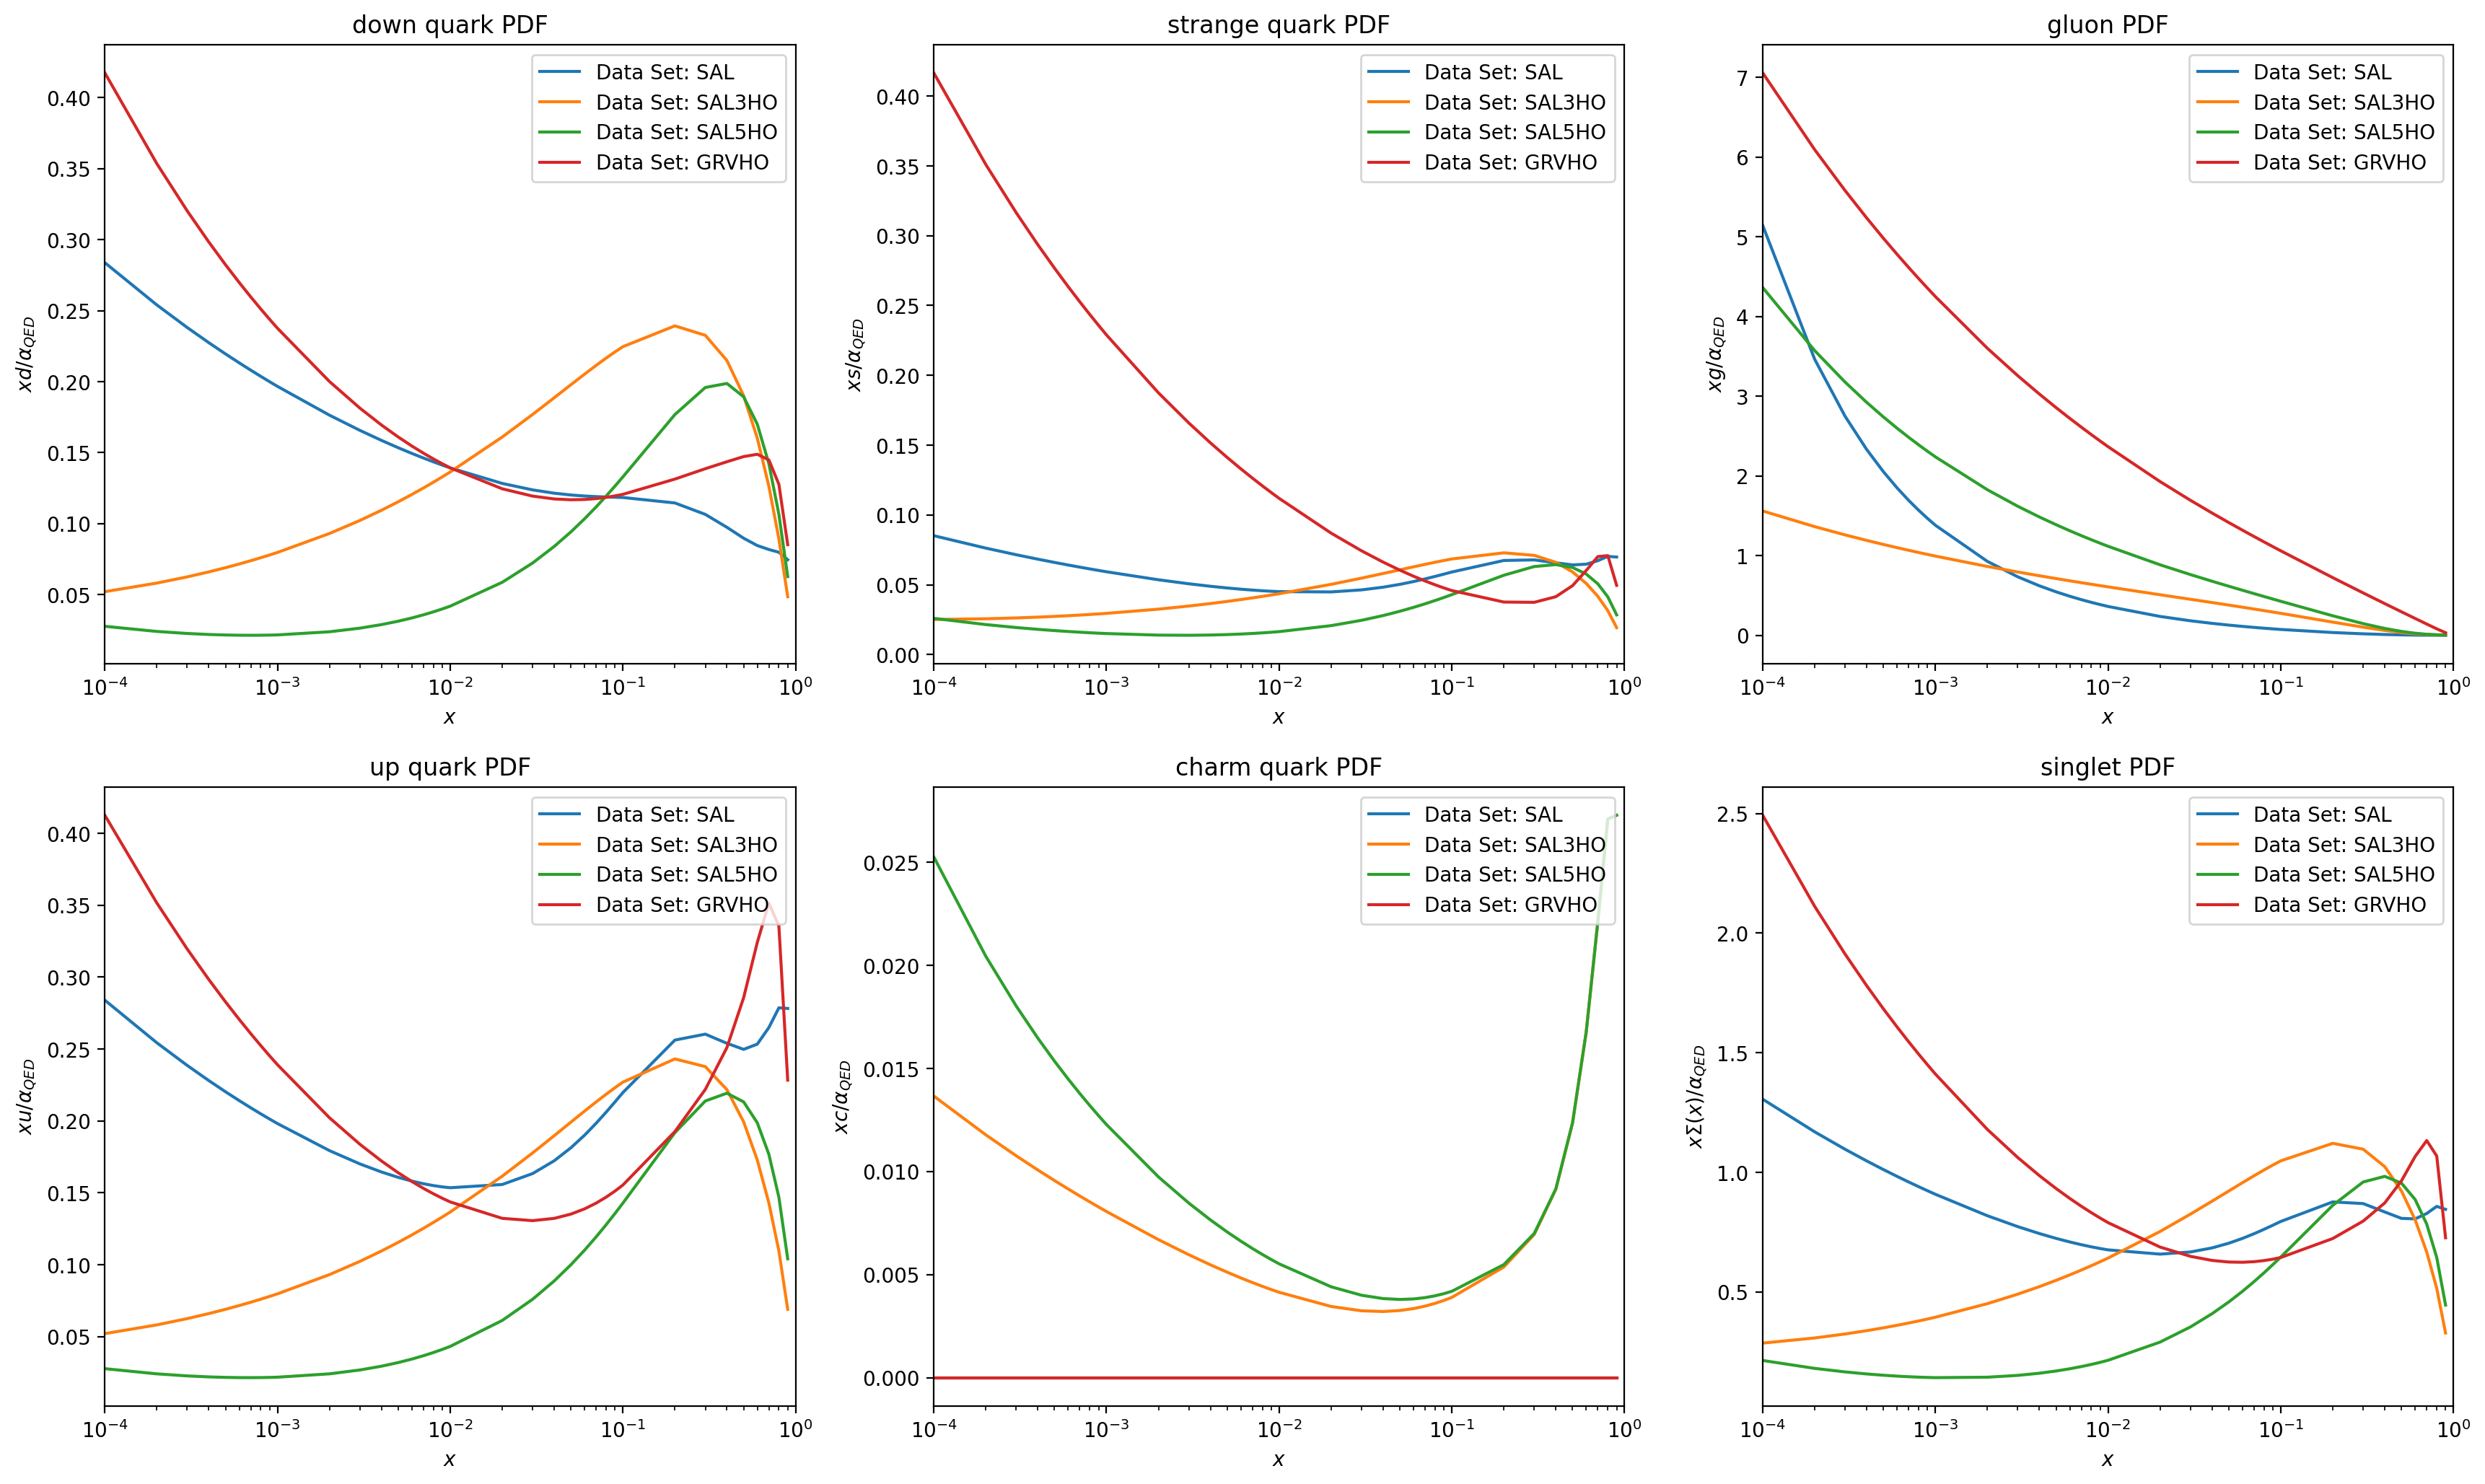 down quark PDF
xd/α_QED
0.40
0.35
0.30
0.25
0.20
0.15
0.10
0.05
10⁻⁴ 10⁻³ 10⁻² 10⁻¹ 10⁰
x
Data Set: SAL
Data Set: SAL3HO
Data Set: SAL5HO
Data Set: GRVHO
strange quark PDF
xs/α_QED
0.40
0.35
0.30
0.25
0.20
0.15
0.10
0.05
0.00
10⁻⁴ 10⁻³ 10⁻² 10⁻¹ 10⁰
x
Data Set: SAL
Data Set: SAL3HO
Data Set: SAL5HO
Data Set: GRVHO
gluon PDF
xg/α_QED
7
6
5
4
3
2
1
0
10⁻⁴ 10⁻³ 10⁻² 10⁻¹ 10⁰
x
Data Set: SAL
Data Set: SAL3HO
Data Set: SAL5HO
Data Set: GRVHO
up quark PDF
xu/α_QED
0.40
0.35
0.30
0.25
0.20
0.15
0.10
0.05
10⁻⁴ 10⁻³ 10⁻² 10⁻¹ 10⁰
x
Data Set: SAL
Data Set: SAL3HO
Data Set: SAL5HO
Data Set: GRVHO
charm quark PDF
xc/α_QED
0.025
0.020
0.015
0.010
0.005
0.000
10⁻⁴ 10⁻³ 10⁻² 10⁻¹ 10⁰
x
Data Set: SAL
Data Set: SAL3HO
Data Set: SAL5HO
Data Set: GRVHO
singlet PDF
xΣ(x)/α_QED
2.5
2.0
1.5
1.0
0.5
10⁻⁴ 10⁻³ 10⁻² 10⁻¹ 10⁰
x
Data Set: SAL
Data Set: SAL3HO
Data Set: SAL5HO
Data Set: GRVHO